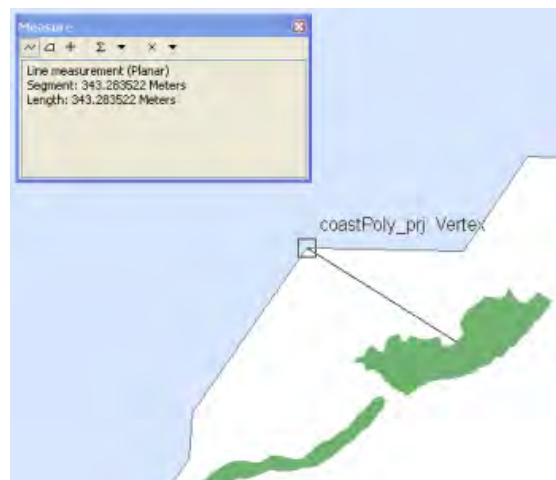 Measure
Line measurement (Planar)
Segment: 343.283522 Meters
Length: 343.283522 Meters
coastPoly_prj Vertex